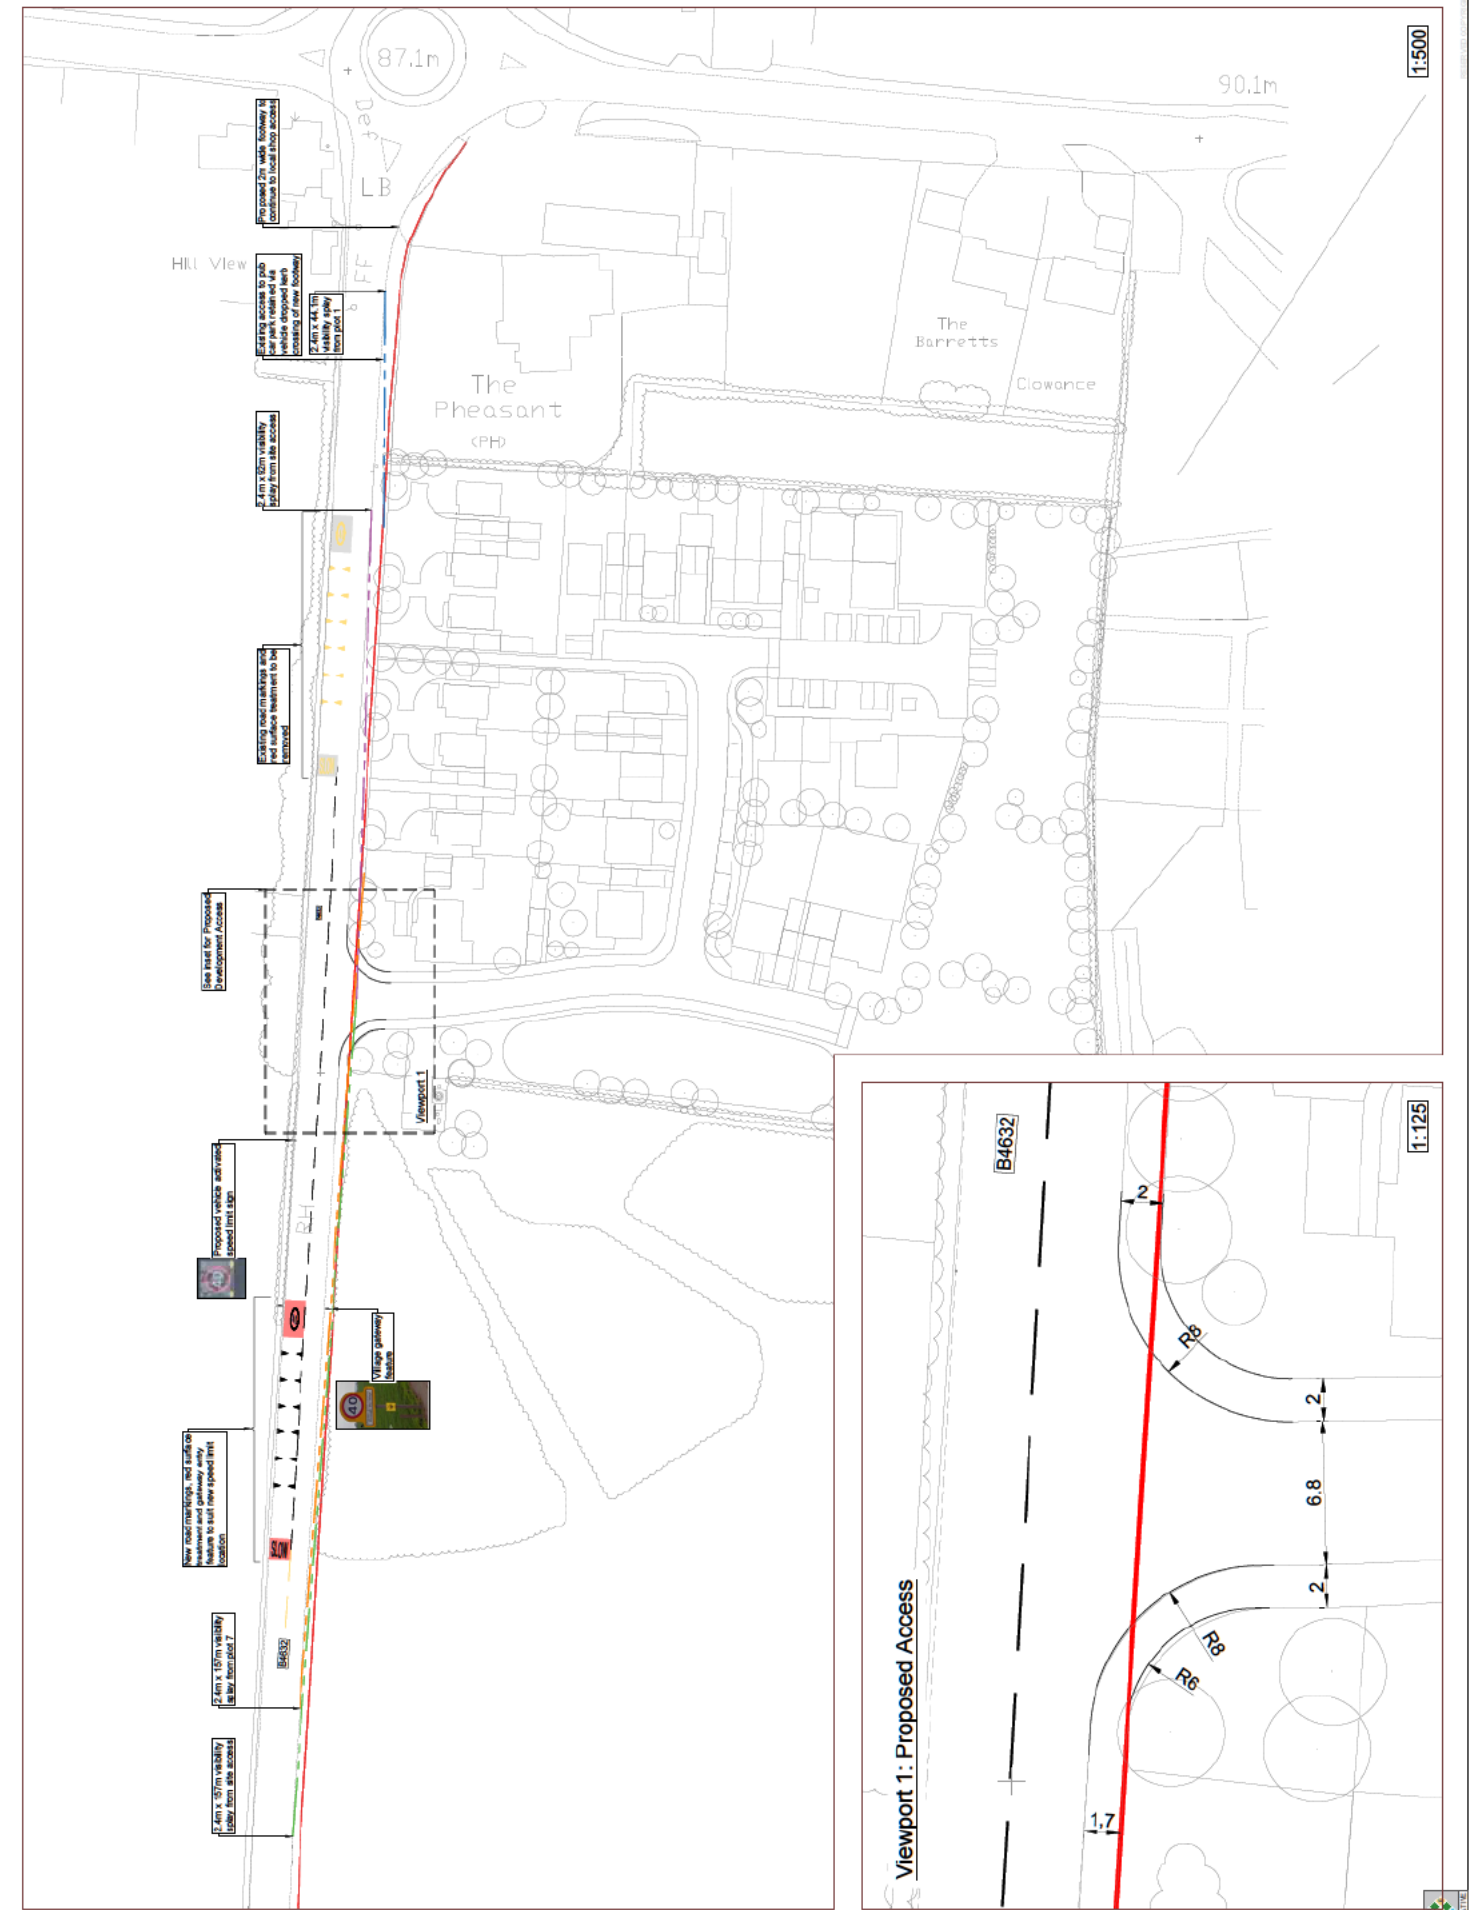 1:500
87.1m
90.1m
Def
LB
FF
Hill View
Proposed 2m wide footway to
continue to local shop access
Existing access to pub
car park retained via
vehicle dropped kerb
crossing of new footway
2.4m x 44.1m
visibility splay
from plot 1
The
Pheasant
(PH)
The
Barretts
Clowance
2.4m x 92m visibility
splay from site access
Existing road markings and
red surface treatment to be
removed
See inset for Proposed
Development Access
Viewport 1
Proposed vehicle activated
speed limit sign
40
RH
Village gateway
feature
40
New road markings, red surface
treatment and gateway entry
feature to suit new speed limit
location
SLOW
B4632
2.4m x 157m visibility
splay from plot 7
2.4m x 157m visibility
splay from site access
Viewport 1: Proposed Access
B4632
1:125
2
R8
2
6.8
2
R8
R6
1.7